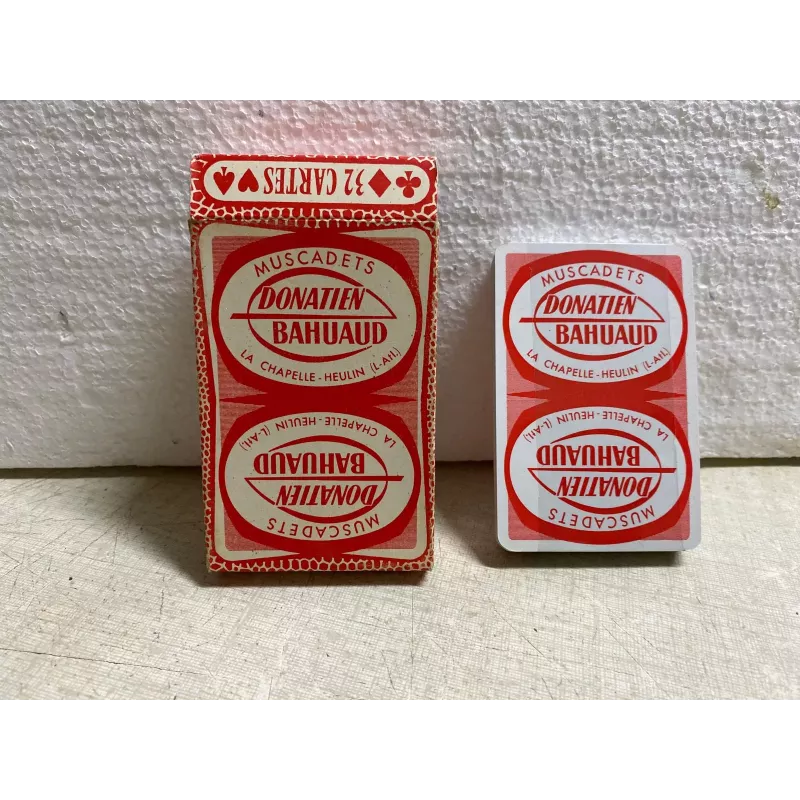 32 CARTES
MUSCADETS
DONATIEN
BAHUAUD
LA CHAPELLE-HEULIN (L-Atl.)
LA CHAPELLE-HEULIN (L-Atl.)
BAHUAUD
DONATIEN
MUSCADETS
MUSCADETS
DONATIEN
BAHUAUD
LA CHAPELLE-HEULIN (L-Atl.)
LA CHAPELLE-HEULIN (L-Atl.)
BAHUAUD
DONATIEN
MUSCADETS